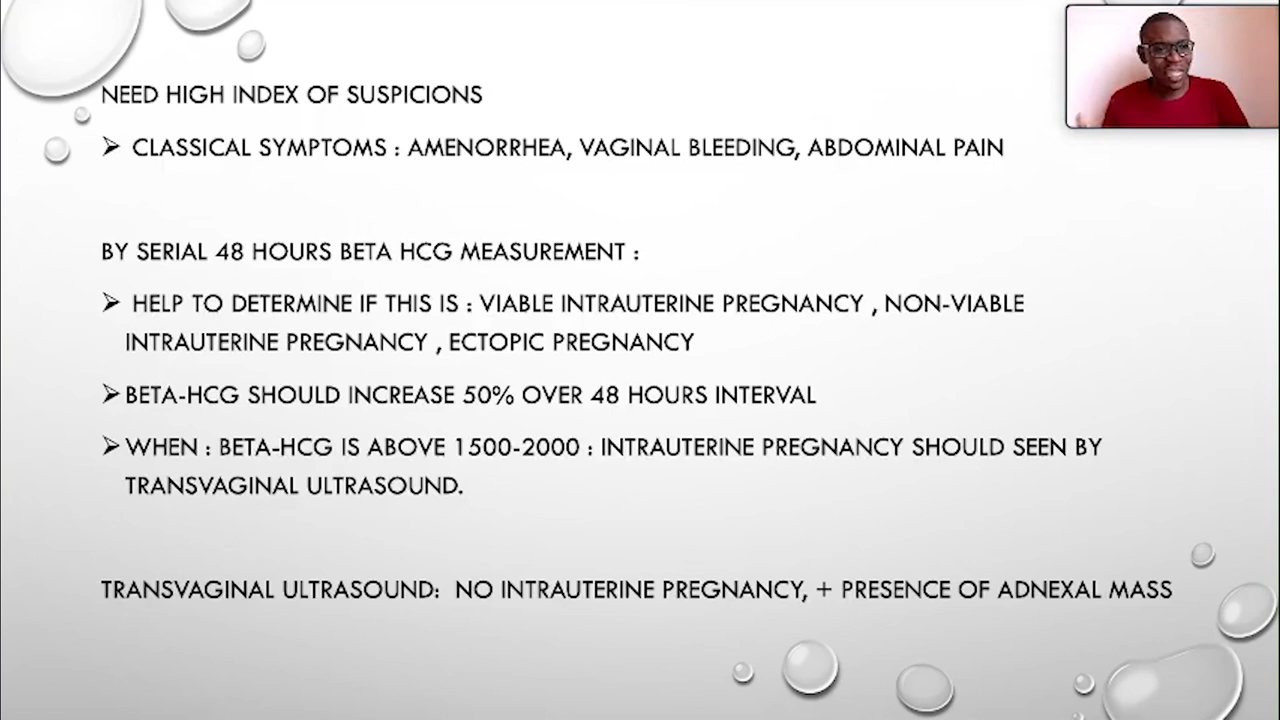 NEED HIGH INDEX OF SUSPICIONS
➢ CLASSICAL SYMPTOMS : AMENORRHEA, VAGINAL BLEEDING, ABDOMINAL PAIN
BY SERIAL 48 HOURS BETA HCG MEASUREMENT :
➢ HELP TO DETERMINE IF THIS IS : VIABLE INTRAUTERINE PREGNANCY , NON-VIABLE
INTRAUTERINE PREGNANCY , ECTOPIC PREGNANCY
➢ BETA-HCG SHOULD INCREASE 50% OVER 48 HOURS INTERVAL
➢ WHEN : BETA-HCG IS ABOVE 1500-2000 : INTRAUTERINE PREGNANCY SHOULD SEEN BY
TRANSVAGINAL ULTRASOUND.
TRANSVAGINAL ULTRASOUND: NO INTRAUTERINE PREGNANCY, + PRESENCE OF ADNEXAL MASS